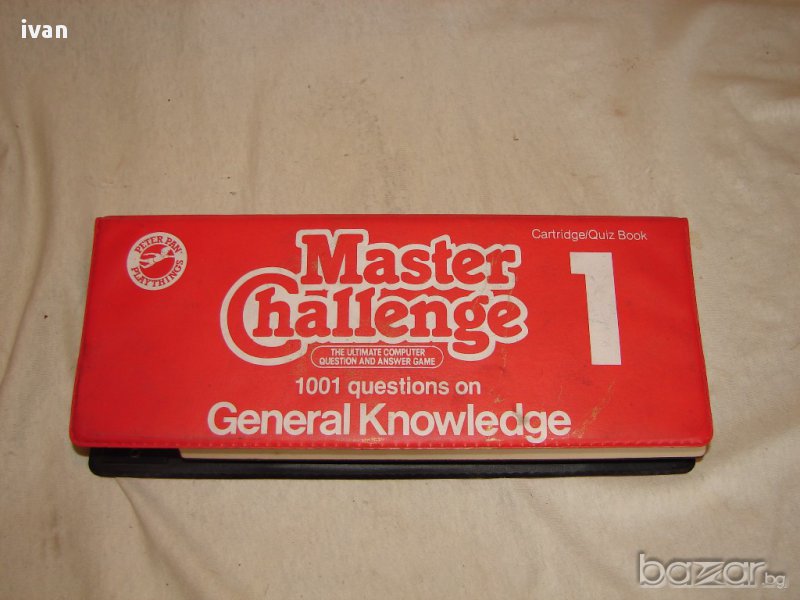 ivan
PETER PAN
PLAYTHINGS
Cartridge/Quiz Book
1
Master
Challenge
THE ULTIMATE COMPUTER
QUESTION AND ANSWER GAME
1001 questions on
General Knowledge
bazar.bg